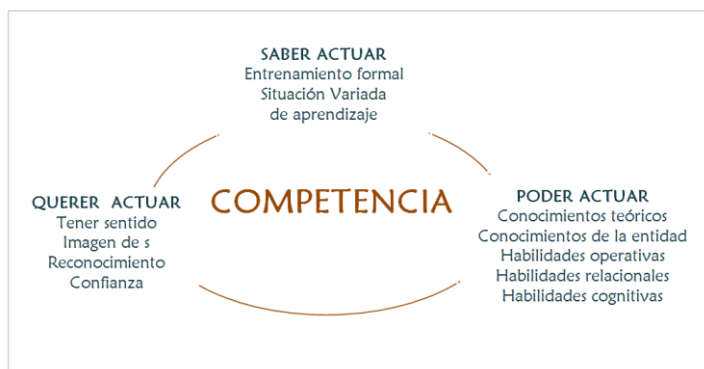 SABER ACTUAR
Entrenamiento formal
Situación Variada
de aprendizaje
QUERER ACTUAR
Tener sentido
Imagen de s
Reconocimiento
Confianza
COMPETENCIA
PODER ACTUAR
Conocimientos teóricos
Conocimientos de la entidad
Habilidades operativas
Habilidades relacionales
Habilidades cognitivas